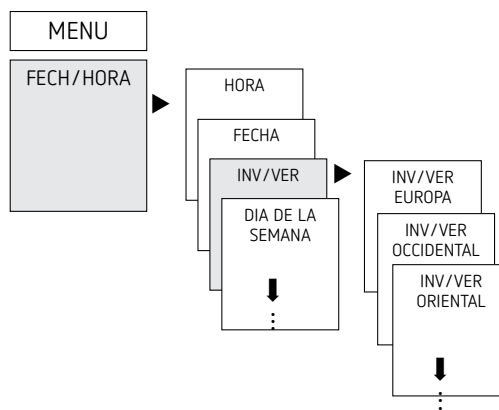 MENU
FECH/HORA
HORA
FECHA
INV/VER
DIA DE LA
SEMANA
INV/VER
EUROPA
INV/VER
OCCIDENTAL
INV/VER
ORIENTAL